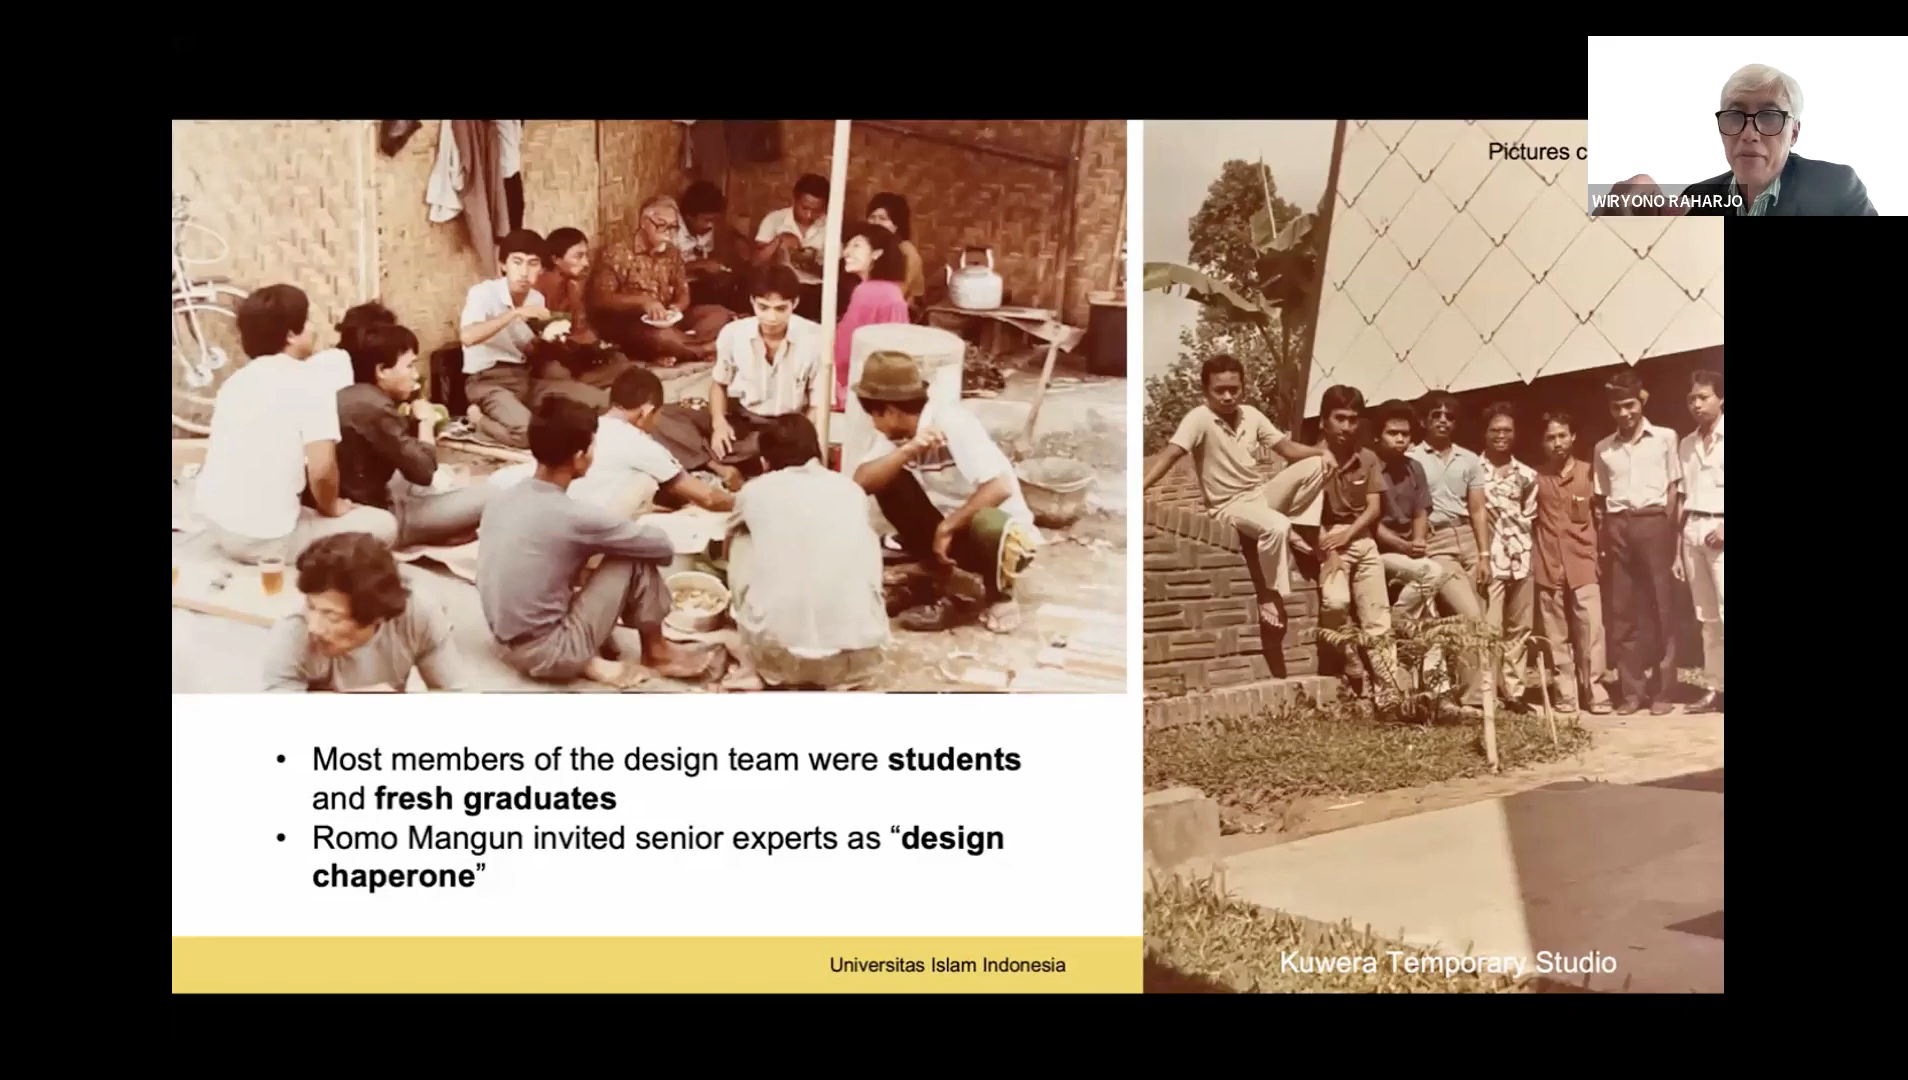 Pictures c
WIRYONO RAHARJO
• Most members of the design team were students
and fresh graduates
• Romo Mangun invited senior experts as “design
chaperone”
Universitas Islam Indonesia
Kuwera Temporary Studio